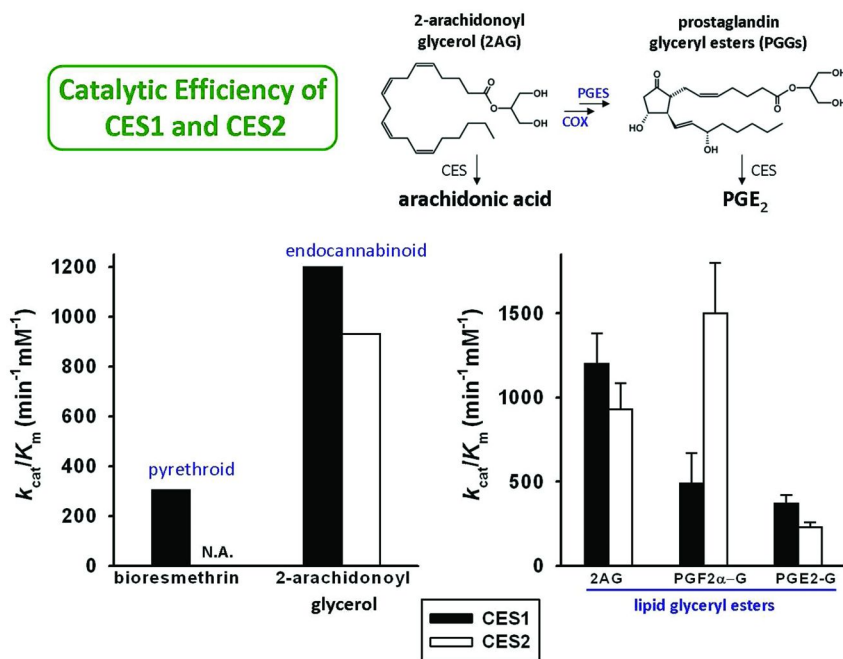 2-arachidonoyl
glycerol (2AG)
prostaglandin
glyceryl esters (PGGs)
Catalytic Efficiency of
CES1 and CES2
O
O
OH
OH
PGES
COX
O
HO
OH
O
O
OH
OH
CES
CES
arachidonic acid
PGE₂
kcat/Km (min⁻¹mM⁻¹)
1200
1000
800
600
400
200
0
endocannabinoid
pyrethroid
N.A.
bioresmethrin
2-arachidonoyl
glycerol
kcat/Km (min⁻¹mM⁻¹)
1500
1000
500
0
2AG
PGF2α–G
PGE2-G
lipid glyceryl esters
CES1
CES2